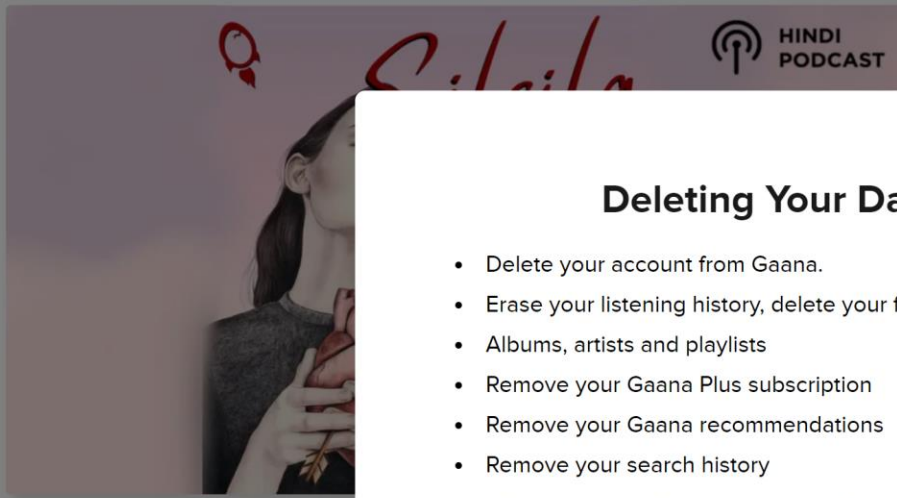 HINDI
PODCAST
Deleting Your
• Delete your account from Gaana.
• Erase your listening history, delete your
• Albums, artists and playlists
• Remove your Gaana Plus subscription
• Remove your Gaana recommendations
• Remove your search history